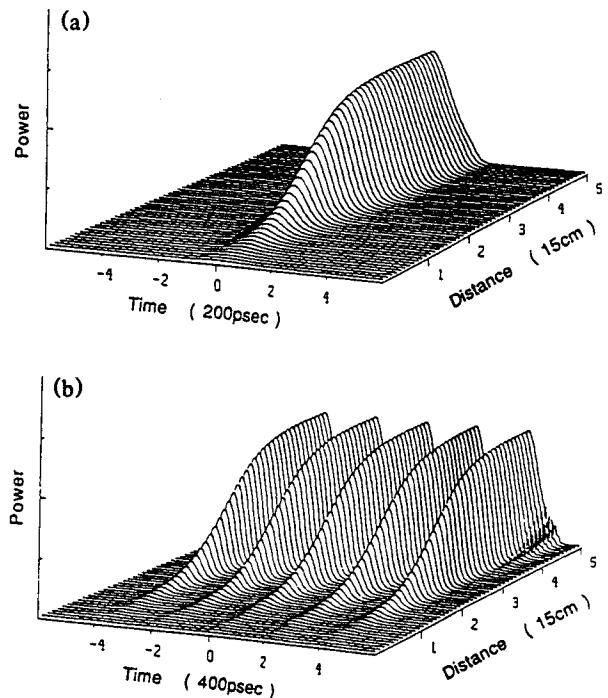 (a)
Power
-4 -2 0 2 4
Time ( 200psec )
1 2 3 4 5
Distance ( 15cm )
(b)
Power
-4 -2 0 2 4
Time ( 400psec )
1 2 3 4 5
Distance ( 15cm )